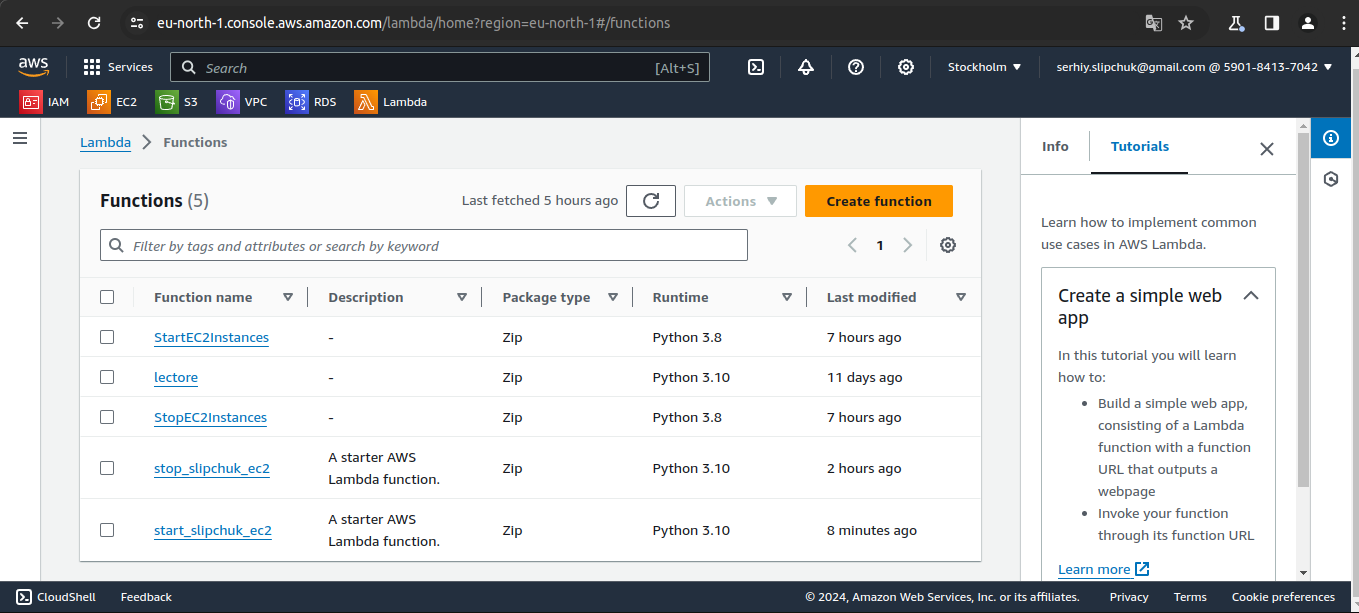 eu-north-1.console.aws.amazon.com/lambda/home?region=eu-north-1#/functions
aws Services Search [Alt+S] Stockholm ▼ serhiy.slipchuk@gmail.com @ 5901-8413-7042 ▼
IAM EC2 S3 VPC RDS Lambda
Lambda > Functions
Functions (5) Last fetched 5 hours ago Actions ▼ Create function
Filter by tags and attributes or search by keyword < 1 >
Function name Description Package type Runtime Last modified
StartEC2Instances - Zip Python 3.8 7 hours ago
lectore - Zip Python 3.10 11 days ago
StopEC2Instances - Zip Python 3.8 7 hours ago
stop_slipchuk_ec2 A starter AWS Zip Python 3.10 2 hours ago
Lambda function.
start_slipchuk_ec2 A starter AWS Zip Python 3.10 8 minutes ago
Lambda function.
Info Tutorials
Learn how to implement common
use cases in AWS Lambda.
Create a simple web
app
In this tutorial you will learn
how to:
• Build a simple web app,
consisting of a Lambda
function with a function
URL that outputs a
webpage
• Invoke your function
through its function URL
Learn more
CloudShell Feedback © 2024, Amazon Web Services, Inc. or its affiliates. Privacy Terms Cookie preferences